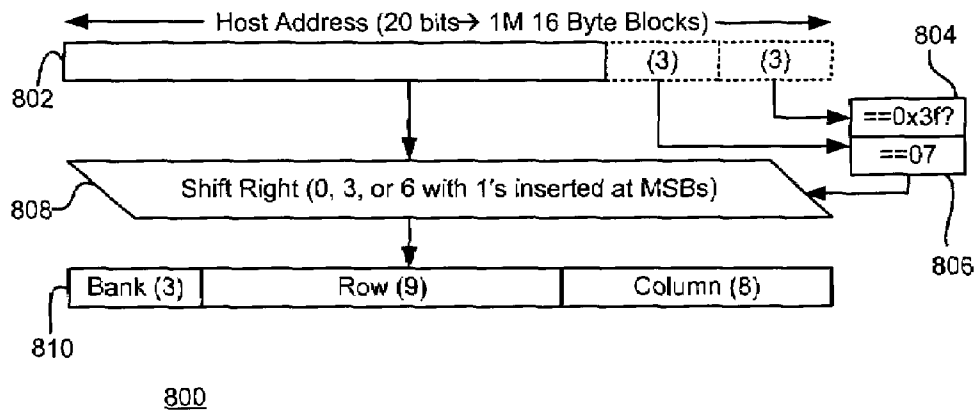 Host Address (20 bits→ 1M 16 Byte Blocks)
804
(3) (3)
802
==0x3f?
==07
Shift Right (0, 3, or 6 with 1's inserted at MSBs)
808
806
Bank (3) Row (9) Column (8)
810
800